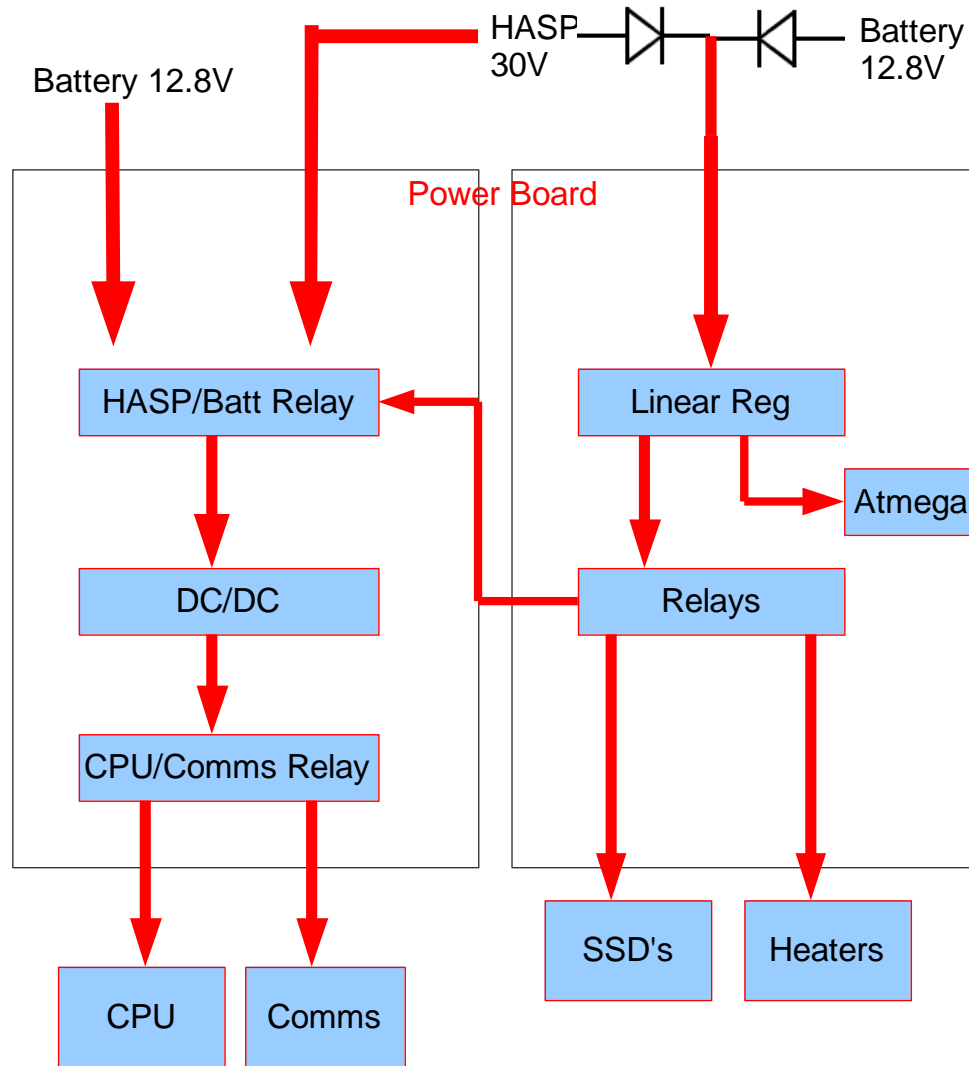 HASP
30V
Battery
12.8V
Battery 12.8V
Power Board
HASP/Batt Relay
Linear Reg
Atmega
DC/DC
Relays
CPU/Comms Relay
SSD's
Heaters
CPU
Comms